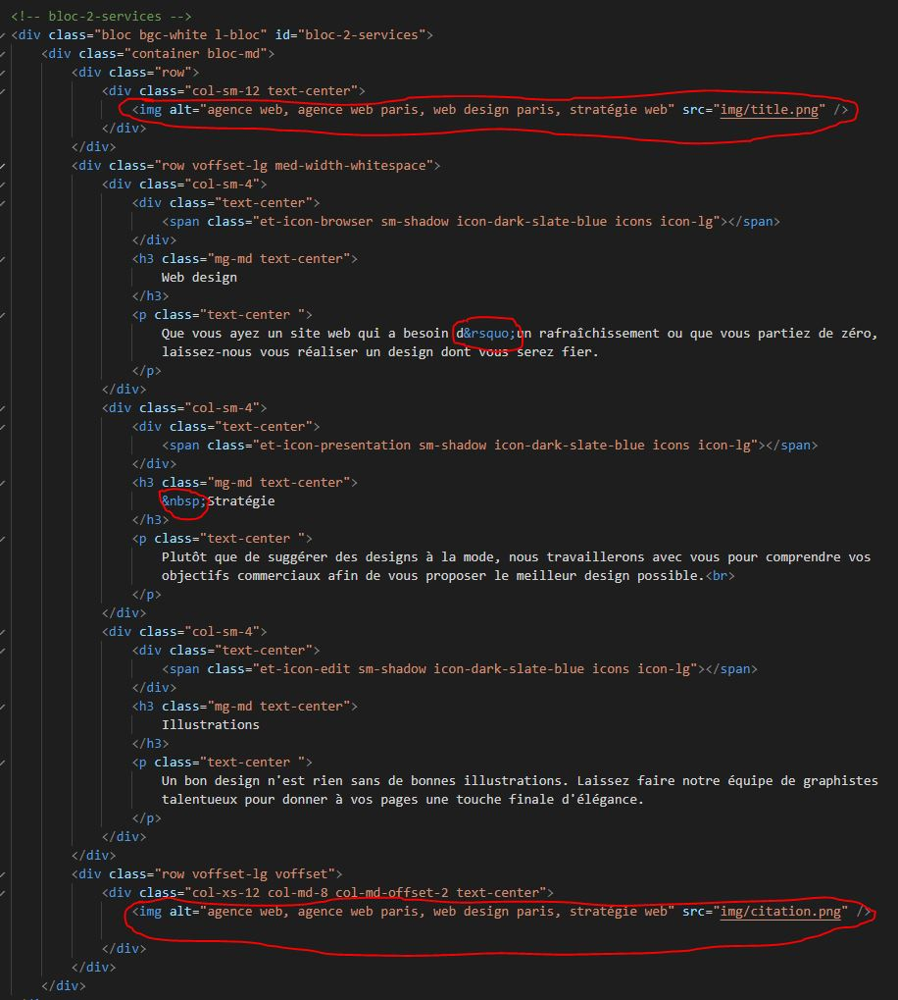 <!-- bloc-2-services -->
<div class="bloc bgc-white l-bloc" id="bloc-2-services">
<div class="container bloc-md">
<div class="row">
<div class="col-sm-12 text-center">
<img alt="agence web, agence web paris, web design paris, stratégie web" src="img/title.png" />
</div>
</div>
<div class="row voffset-lg med-width-whitespace">
<div class="col-sm-4">
<div class="text-center">
<span class="et-icon-browser sm-shadow icon-dark-slate-blue icons icon-lg"></span>
</div>
<h3 class="mg-md text-center">
Web design
</h3>
<p class="text-center ">
Que vous ayez un site web qui a besoin d&rsquo;un rafraîchissement ou que vous partiez de zéro,
laissez-nous vous réaliser un design dont vous serez fier.
</p>
</div>
<div class="col-sm-4">
<div class="text-center">
<span class="et-icon-presentation sm-shadow icon-dark-slate-blue icons icon-lg"></span>
</div>
<h3 class="mg-md text-center">
&nbsp;Stratégie
</h3>
<p class="text-center ">
Plutôt que de suggérer des designs à la mode, nous travaillerons avec vous pour comprendre vos
objectifs commerciaux afin de vous proposer le meilleur design possible.<br>
</p>
</div>
<div class="col-sm-4">
<div class="text-center">
<span class="et-icon-edit sm-shadow icon-dark-slate-blue icons icon-lg"></span>
</div>
<h3 class="mg-md text-center">
Illustrations
</h3>
<p class="text-center ">
Un bon design n'est rien sans de bonnes illustrations. Laissez faire notre équipe de graphistes
talentueux pour donner à vos pages une touche finale d'élégance.
</p>
</div>
</div>
<div class="row voffset-lg voffset">
<div class="col-xs-12 col-md-8 col-md-offset-2 text-center">
<img alt="agence web, agence web paris, web design paris, stratégie web" src="img/citation.png" />
</div>
</div>
</div>